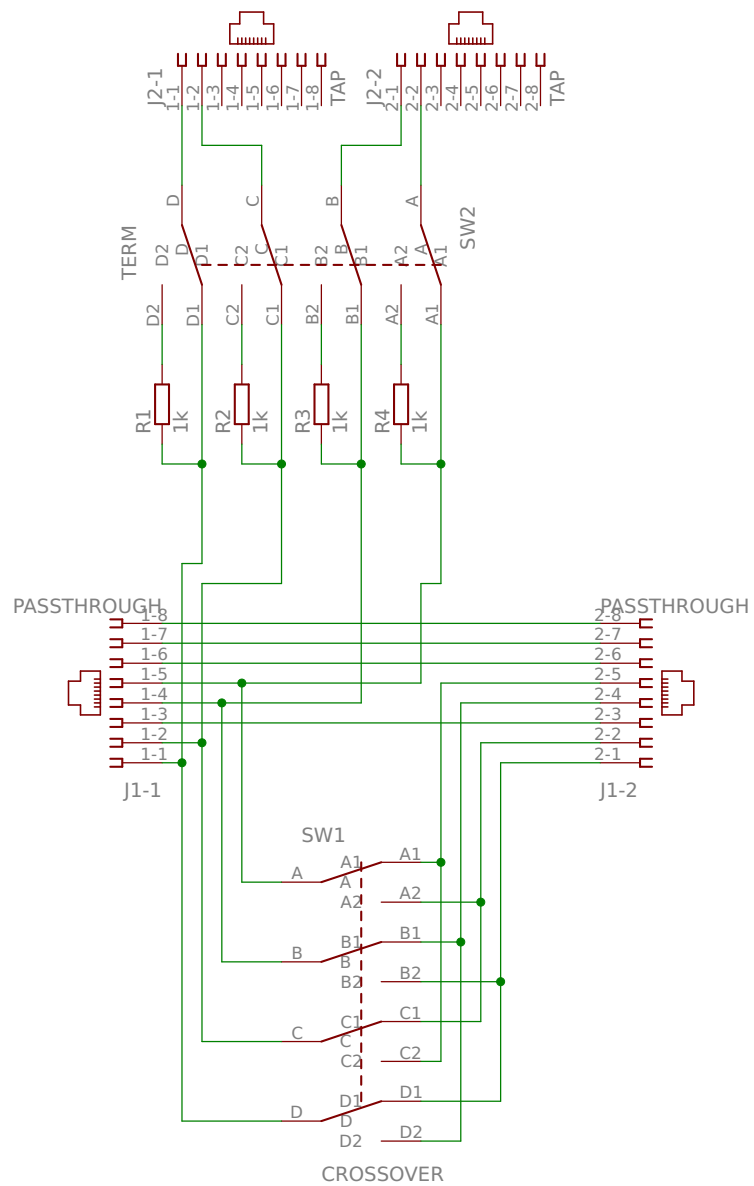 J2-1
1-1
1-2
1-3
1-4
1-5
1-6
1-7
1-8
TAP
J2-2
2-1
2-2
2-3
2-4
2-5
2-6
2-7
2-8
TAP
D
C
B
A
SW2
TERM
D2
D
D1
C2
C
C1
B2
B
B1
A2
A
A1
D2
D1
C2
C1
B2
B1
A2
A1
R1
1k
R2
1k
R3
1k
R4
1k
PASSTHROUGH
1-8
1-7
1-6
1-5
1-4
1-3
1-2
1-1
J1-1
PASSTHROUGH
2-8
2-7
2-6
2-5
2-4
2-3
2-2
2-1
J1-2
SW1
A
A1
A
A2
A1
A2
B
B1
B
B2
B1
B2
C
C1
C
C2
C1
C2
D
D1
D
D2
D1
D2
CROSSOVER